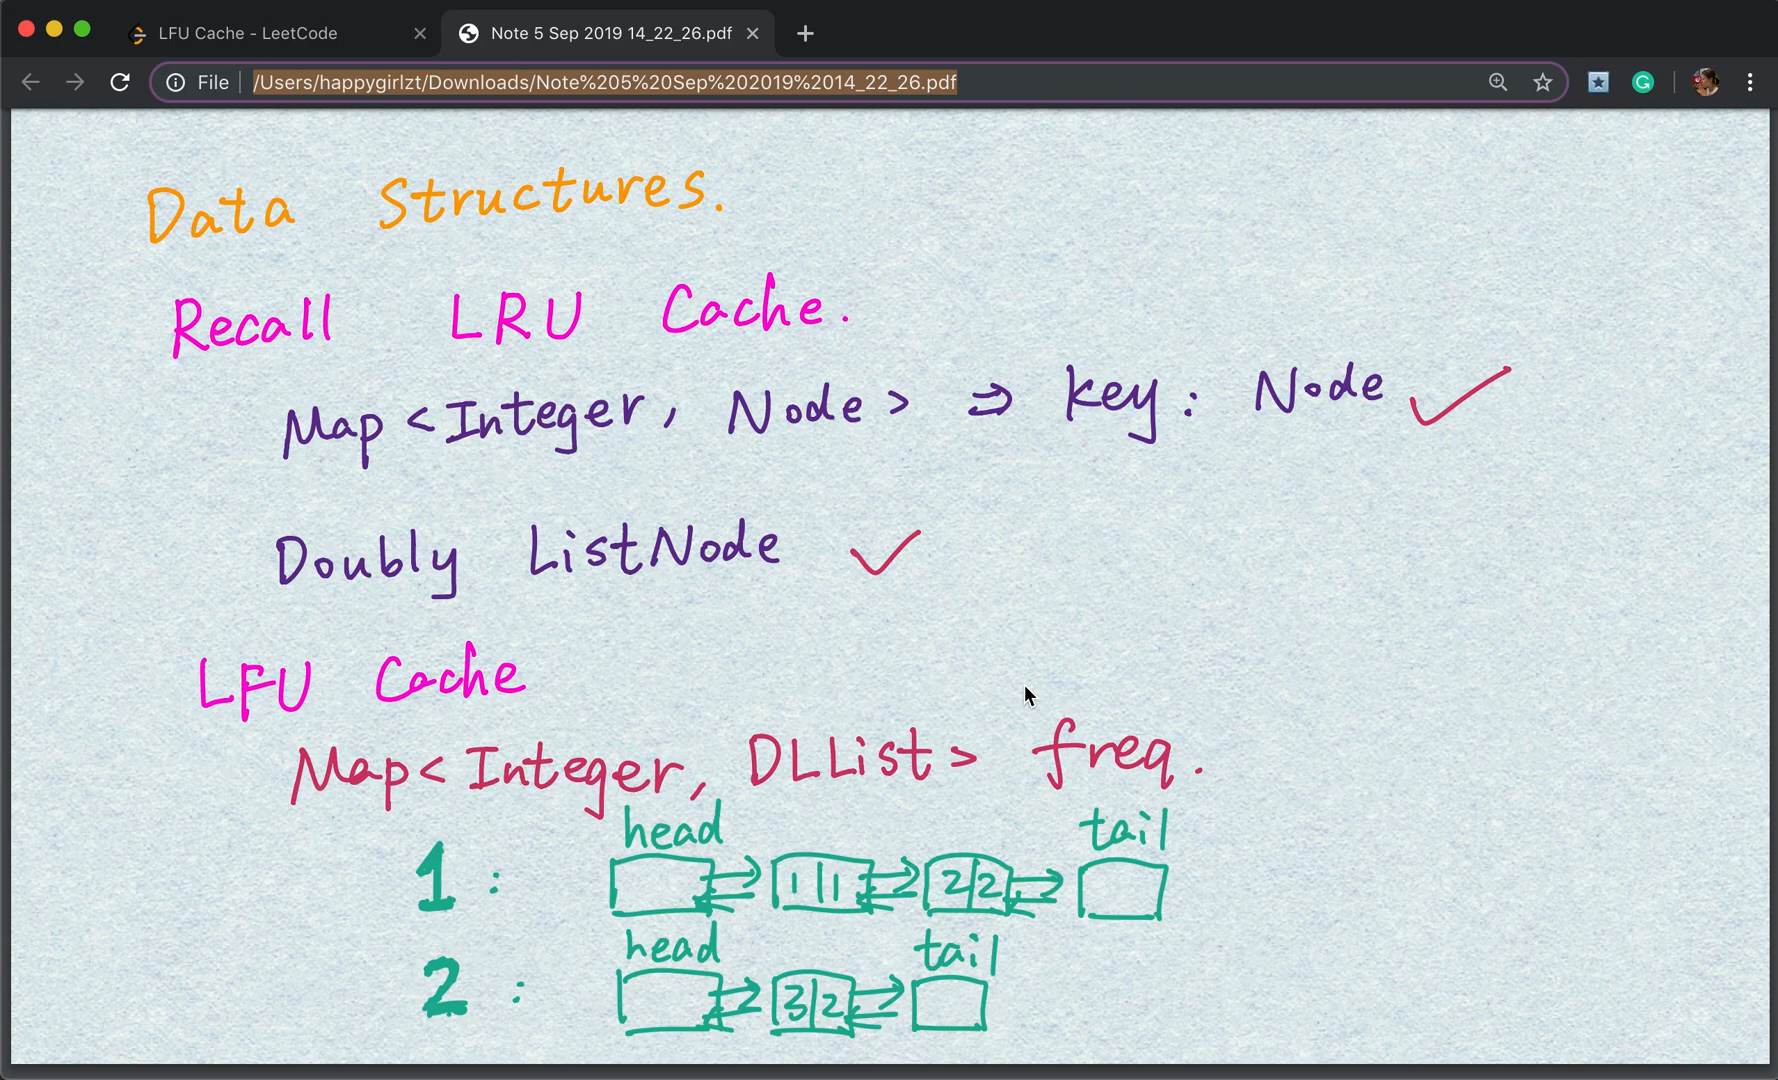 LFU Cache - LeetCode
Note 5 Sep 2019 14_22_26.pdf
File /Users/happygirlzt/Downloads/Note%205%20Sep%202019%2014_22_26.pdf
Data Structures.
Recall LRU Cache.
Map <Integer, Node> ⇒ key: Node ✓
Doubly ListNode ✓
LFU Cache
Map<Integer, DLList> freq.
head tail
1 : 1|1 2|2
head tail
2 : 3|2